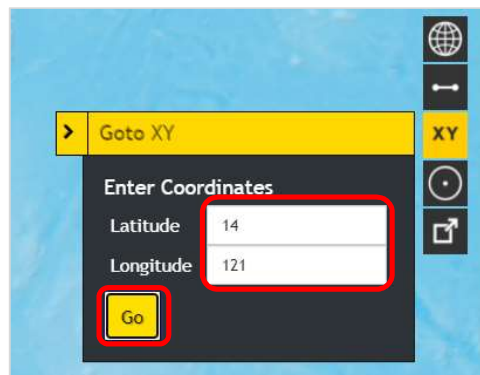 > Goto XY
XY
Enter Coordinates
Latitude 14
Longitude 121
Go